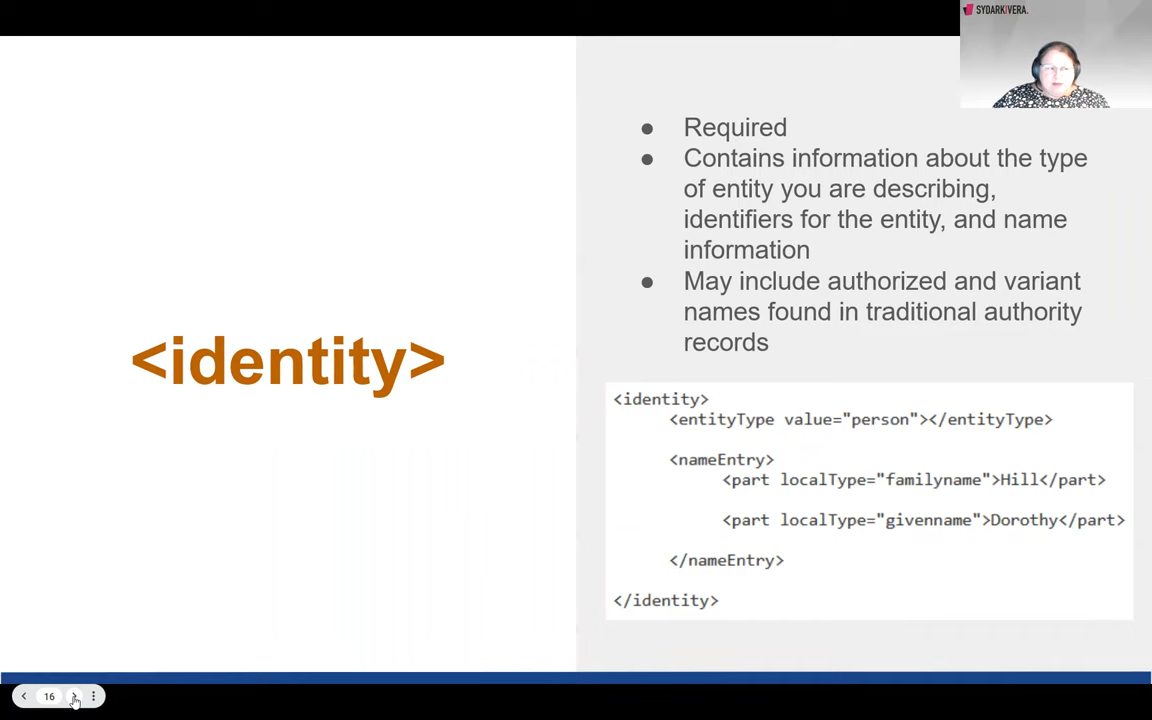 SYDARKIVERA.
● Required
● Contains information about the type
of entity you are describing,
identifiers for the entity, and name
information
● May include authorized and variant
names found in traditional authority
records
<identity>
<identity>
<entityType value="person"></entityType>
<nameEntry>
<part localType="familyname">Hill</part>
<part localType="givenname">Dorothy</part>
</nameEntry>
</identity>
16